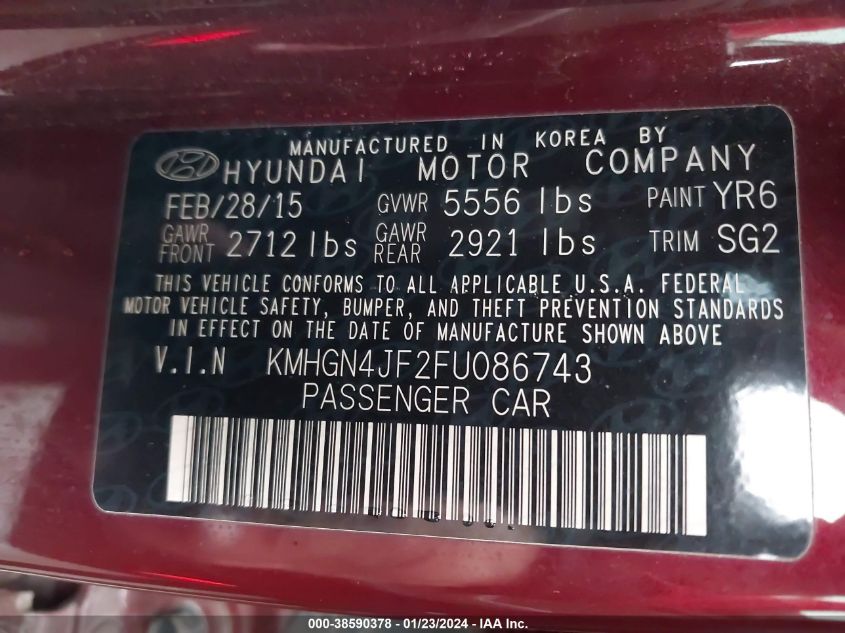 MANUFACTURED IN KOREA BY
HYUNDAI MOTOR COMPANY
FEB/28/15 GVWR 5556 lbs PAINT YR6
GAWR FRONT 2712 lbs GAWR REAR 2921 lbs TRIM SG2
THIS VEHICLE CONFORMS TO ALL APPLICABLE U.S.A. FEDERAL
MOTOR VEHICLE SAFETY, BUMPER, AND THEFT PREVENTION STANDARDS
IN EFFECT ON THE DATE OF MANUFACTURE SHOWN ABOVE
V.I.N KMHGN4JF2FU086743
PASSENGER CAR
000-38590378 - 01/23/2024 - IAA Inc.